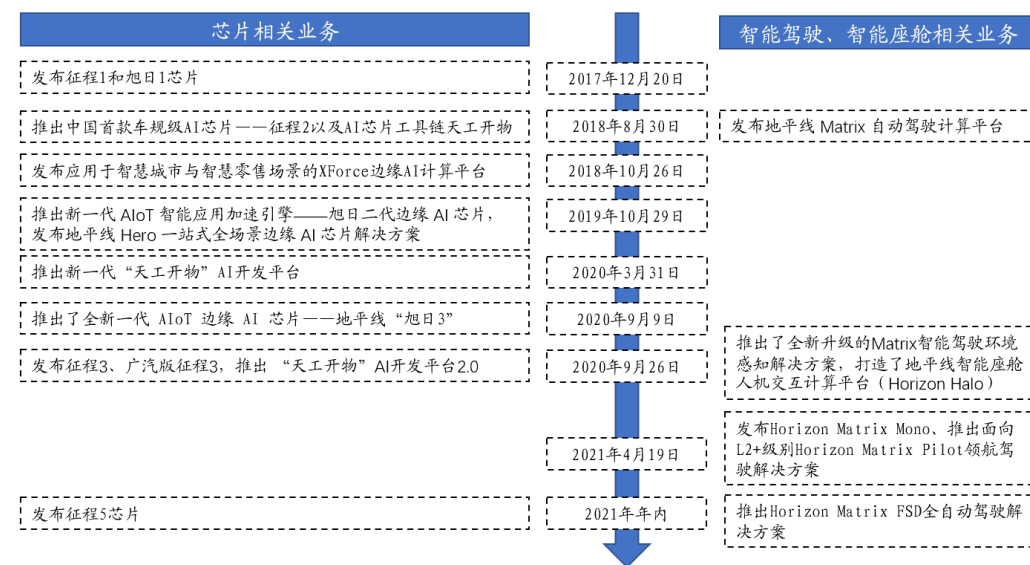 芯片相关业务
智能驾驶、智能座舱相关业务
发布征程1和旭日1芯片
2017年12月20日
推出中国首款车规级AI芯片——征程2以及AI芯片工具链天工开物
2018年8月30日
发布地平线 Matrix 自动驾驶计算平台
发布应用于智慧城市与智慧零售场景的XForce边缘AI计算平台
2018年10月26日
推出新一代 AIoT 智能应用加速引擎——旭日二代边缘 AI 芯片，
发布地平线 Hero 一站式全场景边缘 AI 芯片解决方案
2019年10月29日
推出新一代“天工开物”AI开发平台
2020年3月31日
推出了全新一代 AIoT 边缘 AI 芯片——地平线“旭日3”
2020年9月9日
发布征程3、广汽版征程3，推出 “天工开物”AI开发平台2.0
2020年9月26日
推出了全新升级的Matrix智能驾驶环境
感知解决方案，打造了地平线智能座舱
人机交互计算平台（Horizon Halo）
2021年4月19日
发布Horizon Matrix Mono、推出面向
L2+级别Horizon Matrix Pilot领航驾
驶解决方案
发布征程5芯片
2021年年内
推出Horizon Matrix FSD全自动驾驶解
决方案